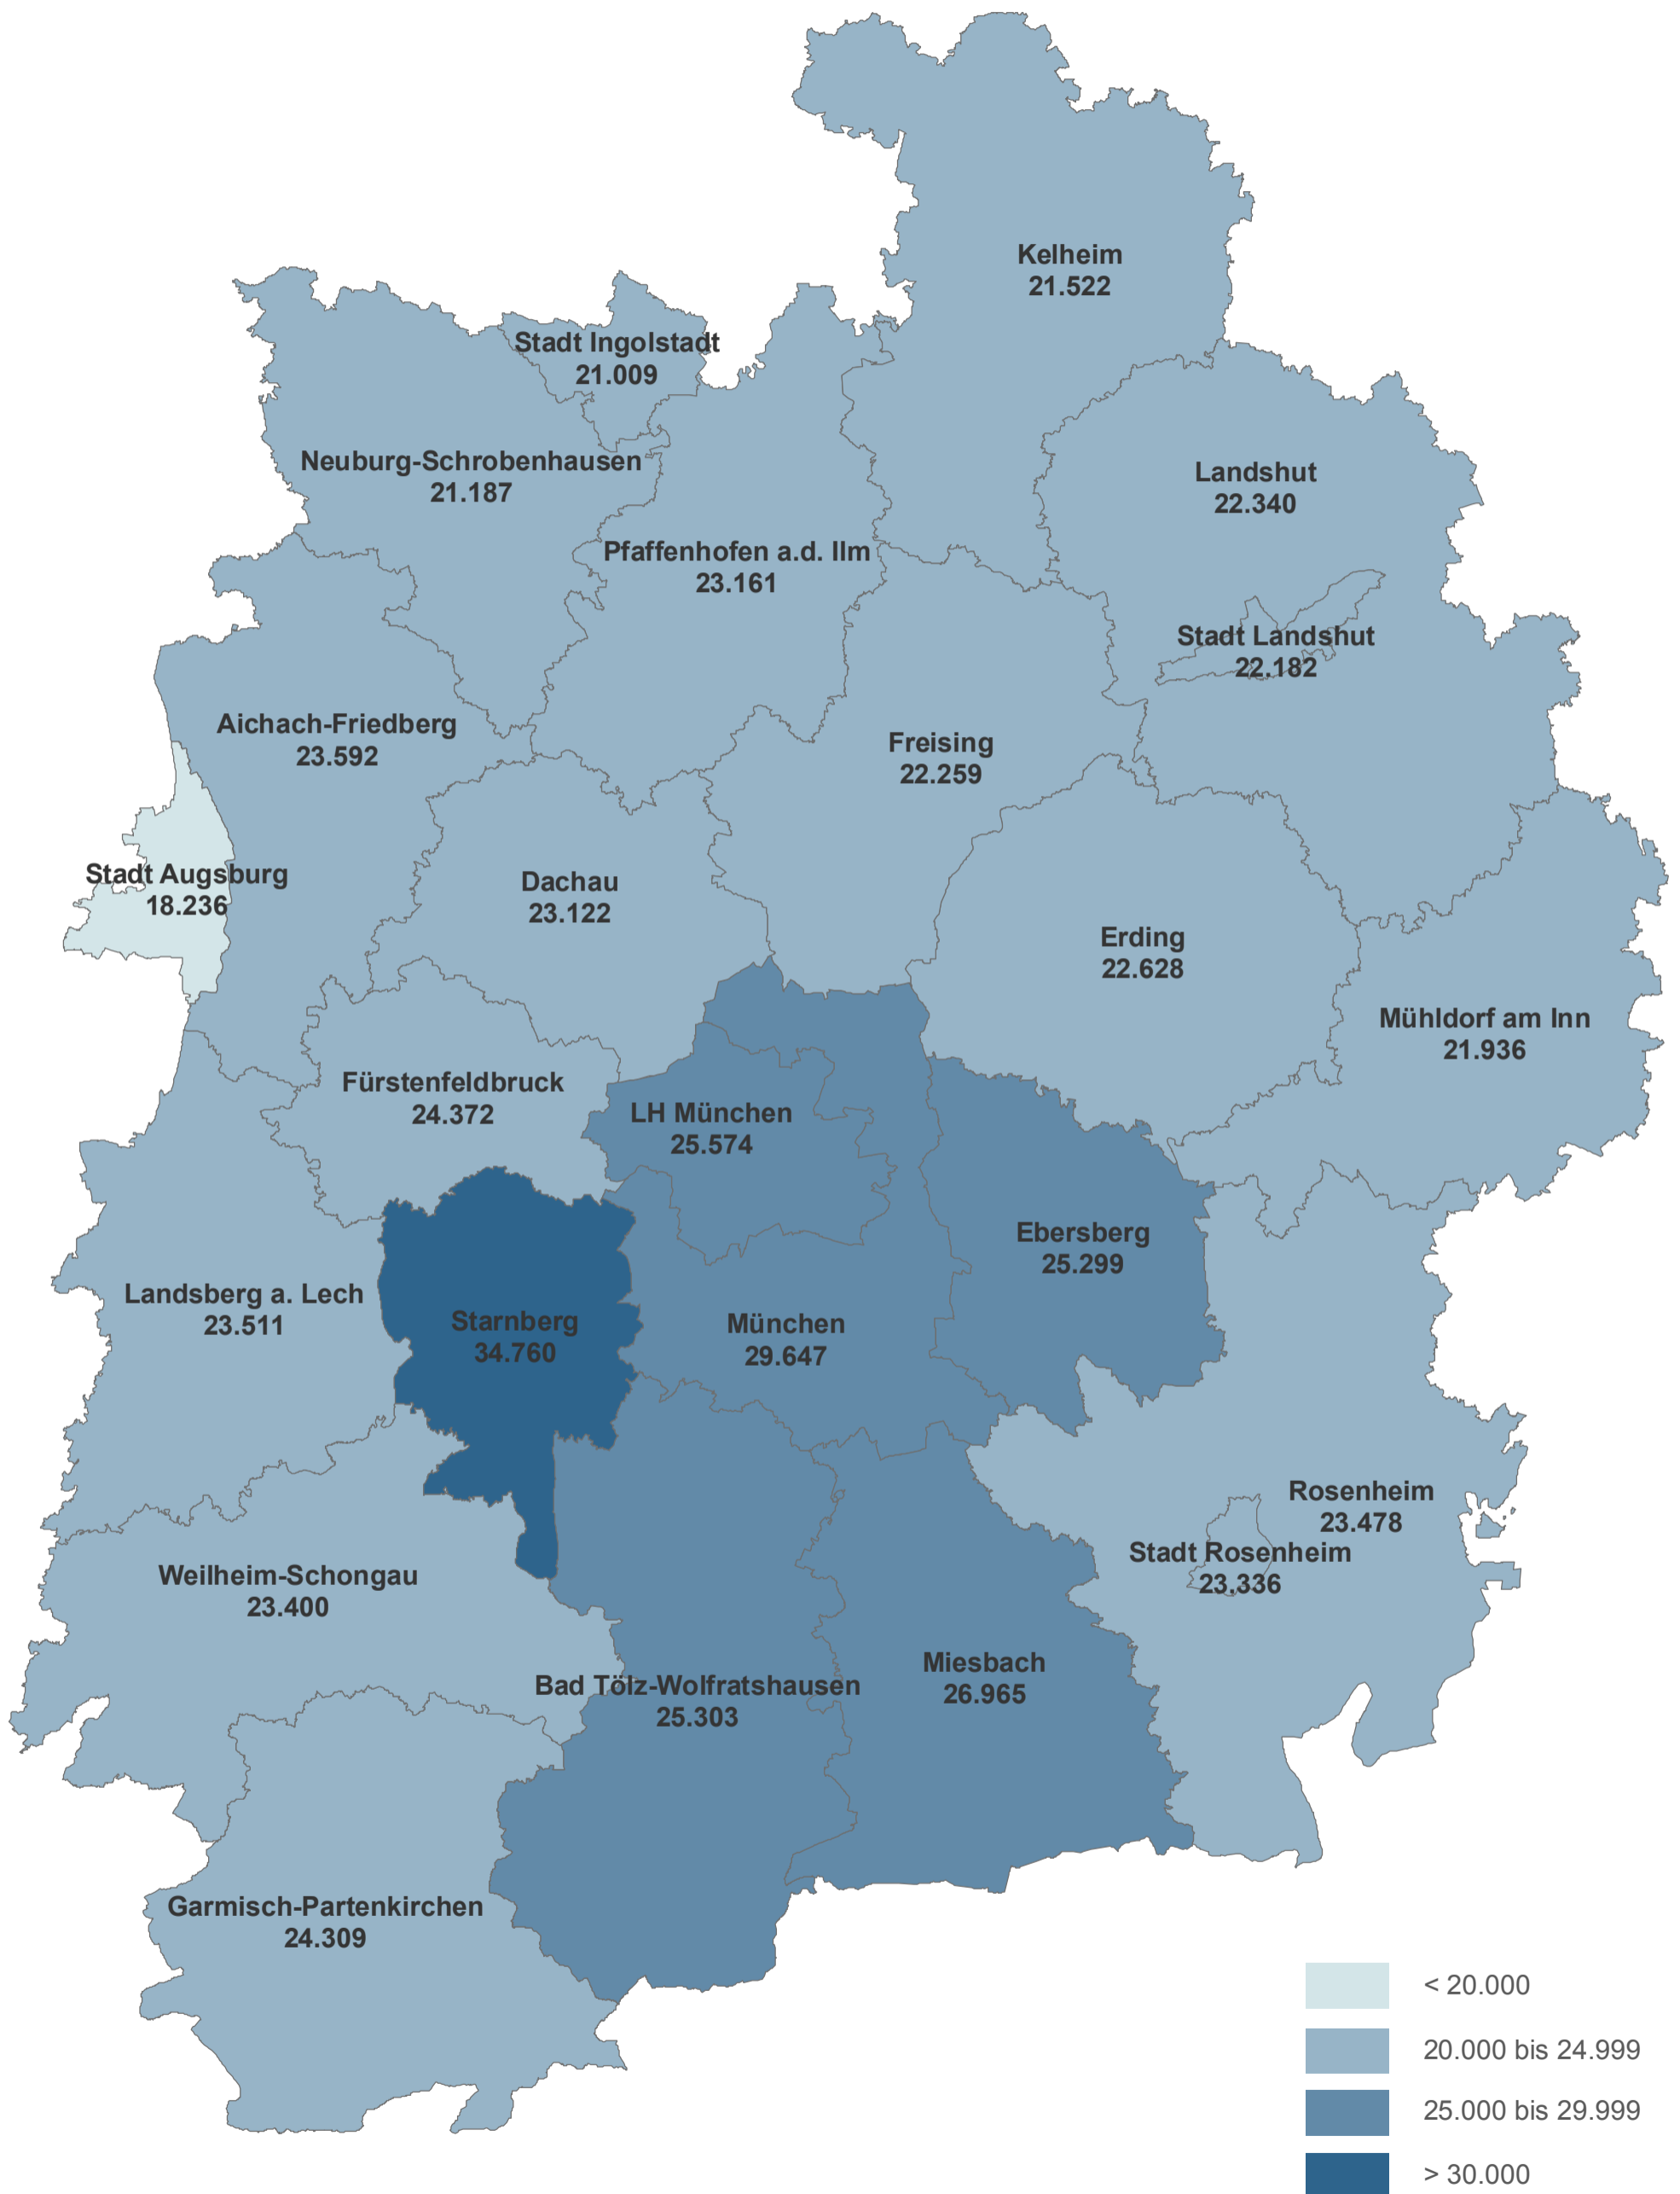 Kelheim
21.522
Stadt Ingolstadt
21.009
Neuburg-Schrobenhausen
21.187
Landshut
22.340
Pfaffenhofen a.d. Ilm
23.161
Stadt Landshut
22.182
Aichach-Friedberg
23.592
Freising
22.259
Stadt Augsburg
18.236
Dachau
23.122
Erding
22.628
Mühldorf am Inn
21.936
Fürstenfeldbruck
24.372
LH München
25.574
Ebersberg
25.299
Landsberg a. Lech
23.511
Starnberg
34.760
München
29.647
Rosenheim
23.478
Stadt Rosenheim
23.336
Weilheim-Schongau
23.400
Miesbach
26.965
Bad Tölz-Wolfratshausen
25.303
Garmisch-Partenkirchen
24.309
< 20.000
20.000 bis 24.999
25.000 bis 29.999
> 30.000